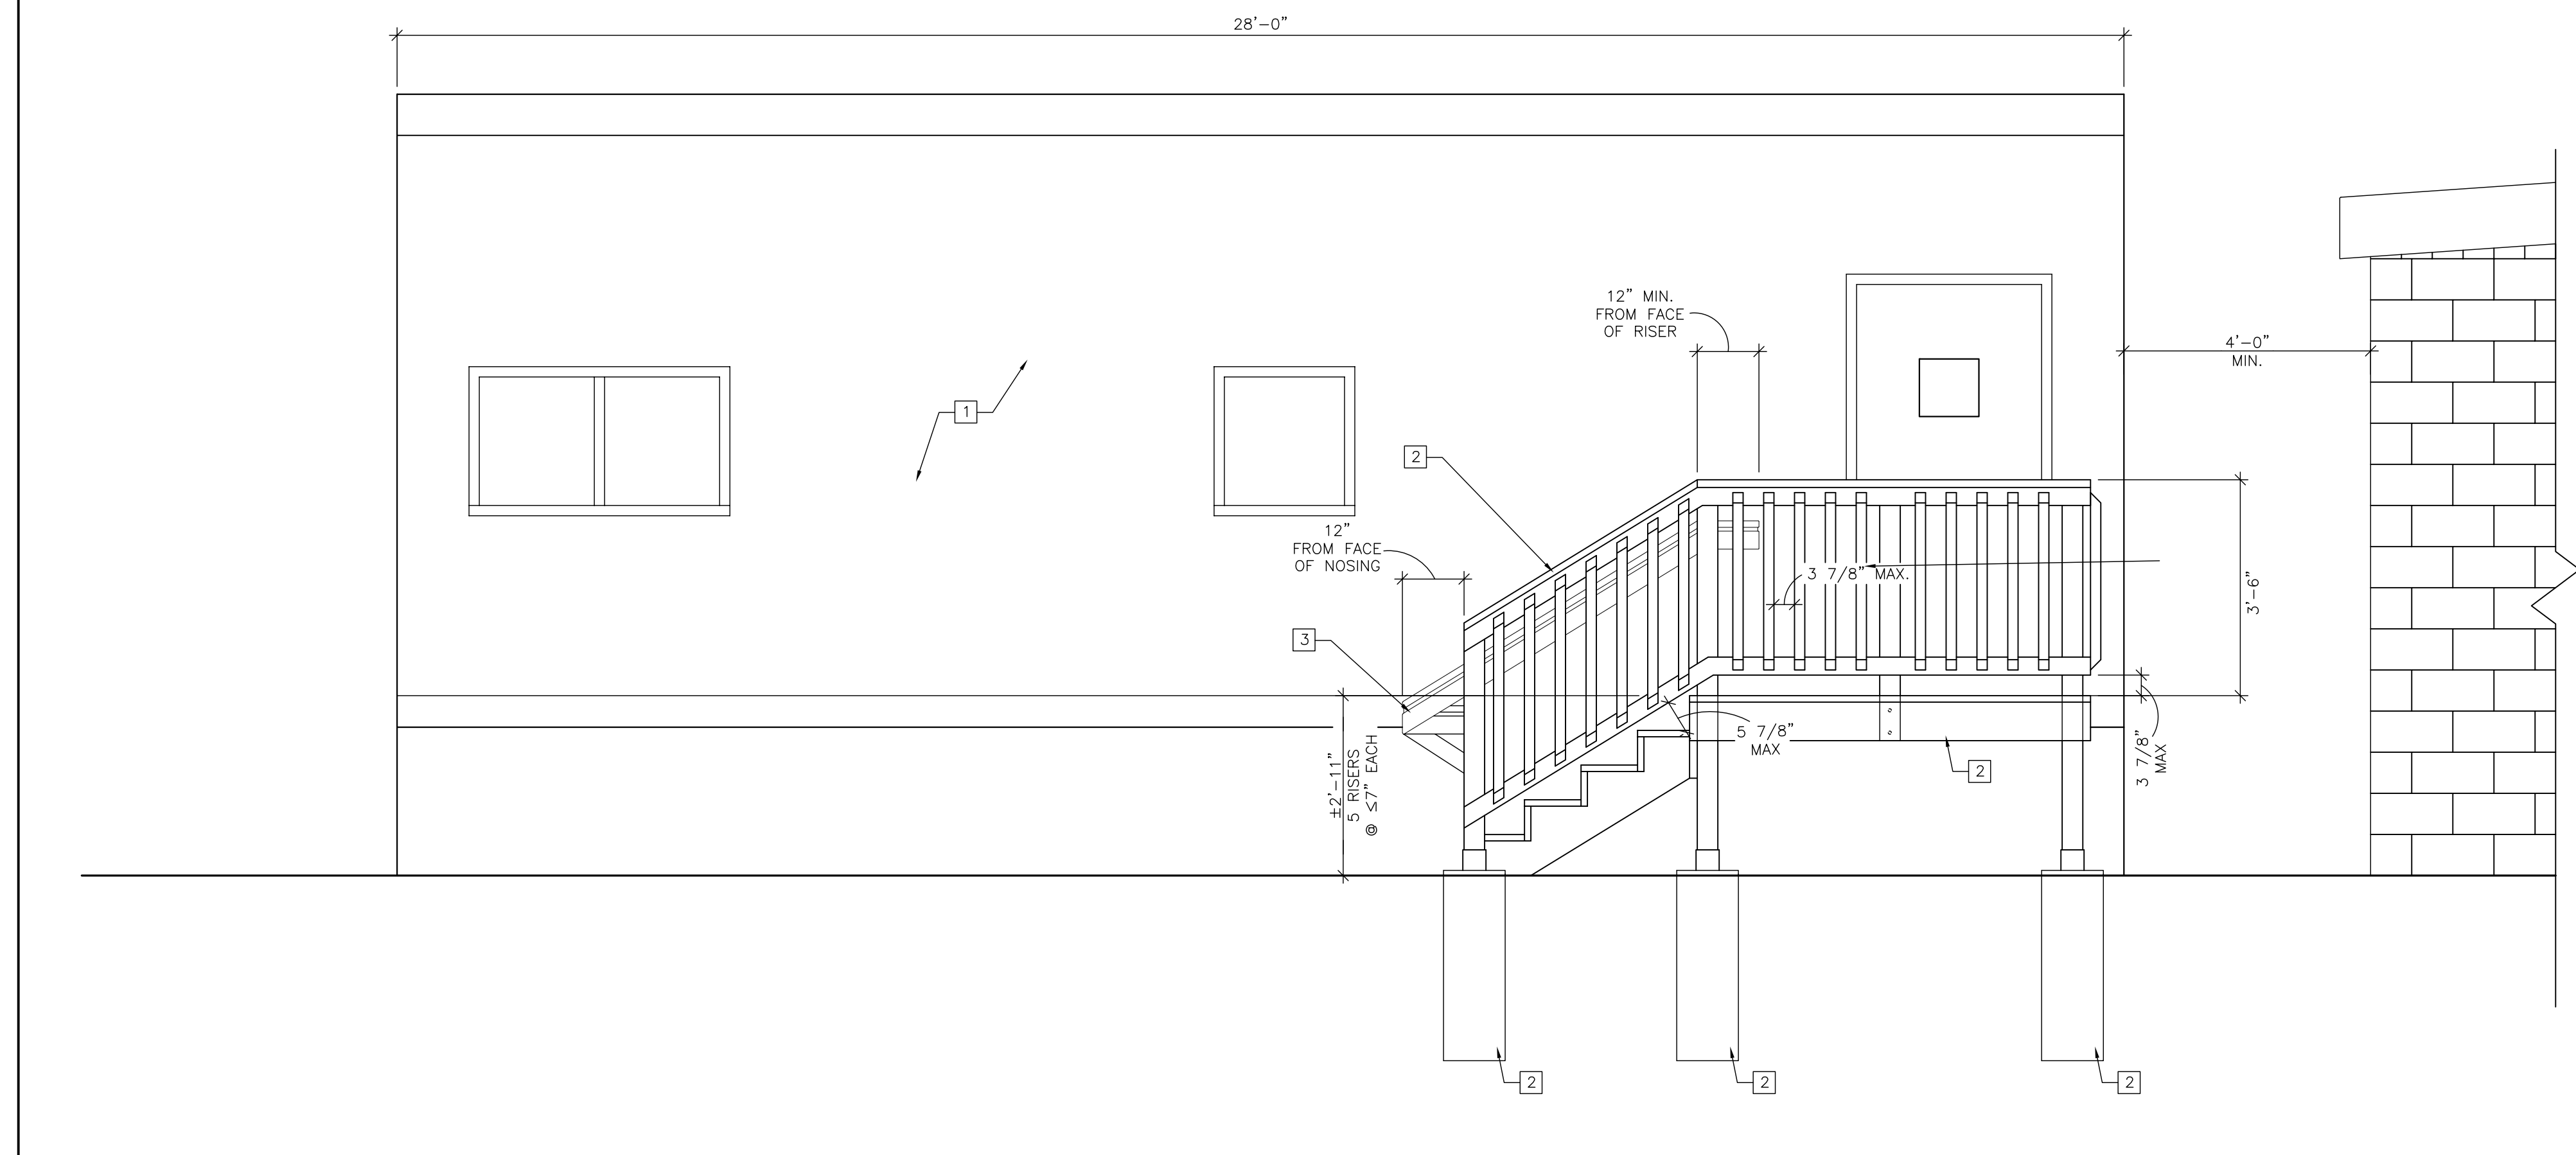 28'-0"
12" MIN.
FROM FACE
OF RISER
4'-0"
MIN.
1
2
12"
FROM FACE
OF NOSING
3 7/8" MAX.
3'-6"
3
5 7/8"
MAX
3 7/8"
MAX
±2'-11"
5 RISERS
@ ≤7" EACH
2
2
2
2